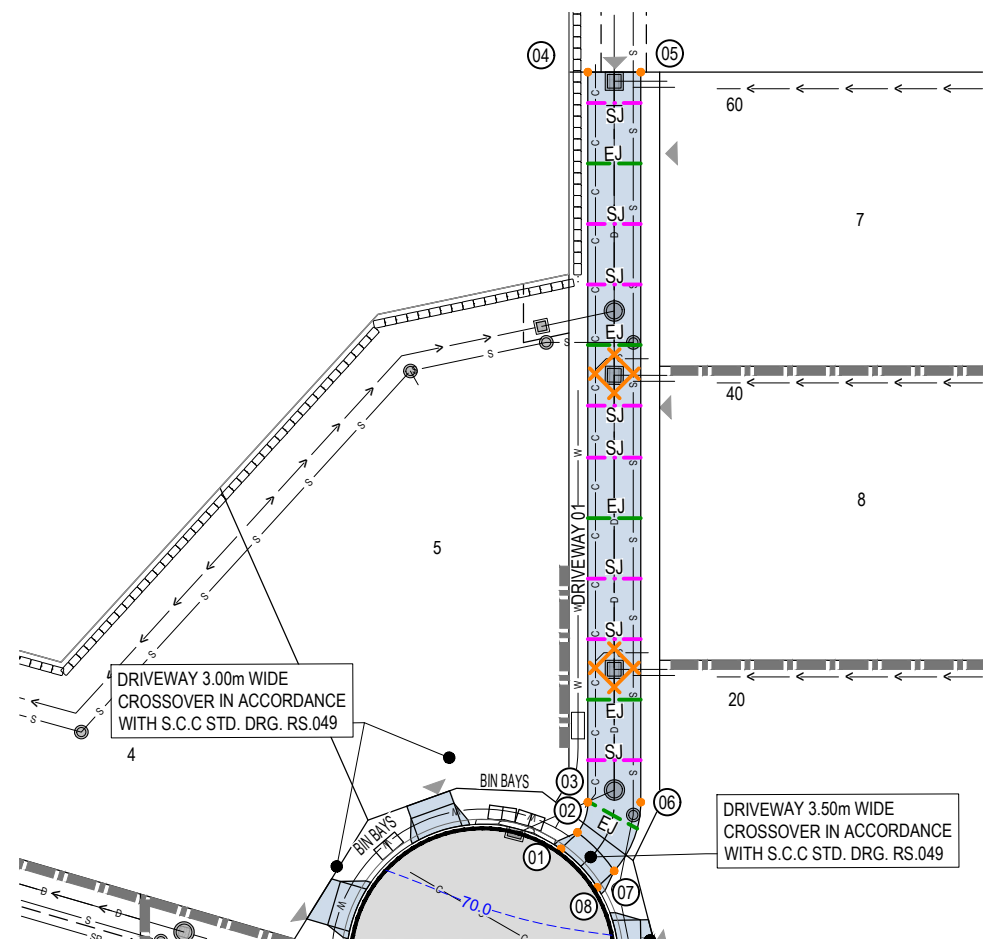 04
05
S
C
SJ
60
S
EJ
C
S
7
SJ
D
C
S
SJ
C
EJ
S
S
S
S
C
40
SJ
SJ
W
C
S
8
5
EJ
D
S
DRIVEWAY 01
SJ
C
W
D
S
SJ
S
S
S
DRIVEWAY 3.00m WIDE
CROSSOVER IN ACCORDANCE
WITH S.C.C STD. DRG. RS.049
W
C
20
EJ
D
4
SJ
S
C
03
BIN BAYS
06
02
DRIVEWAY 3.50m WIDE
CROSSOVER IN ACCORDANCE
WITH S.C.C STD. DRG. RS.049
EJ
BIN BAYS
W
01
07
08
C
70.0
W
D
D
D
S
S
C